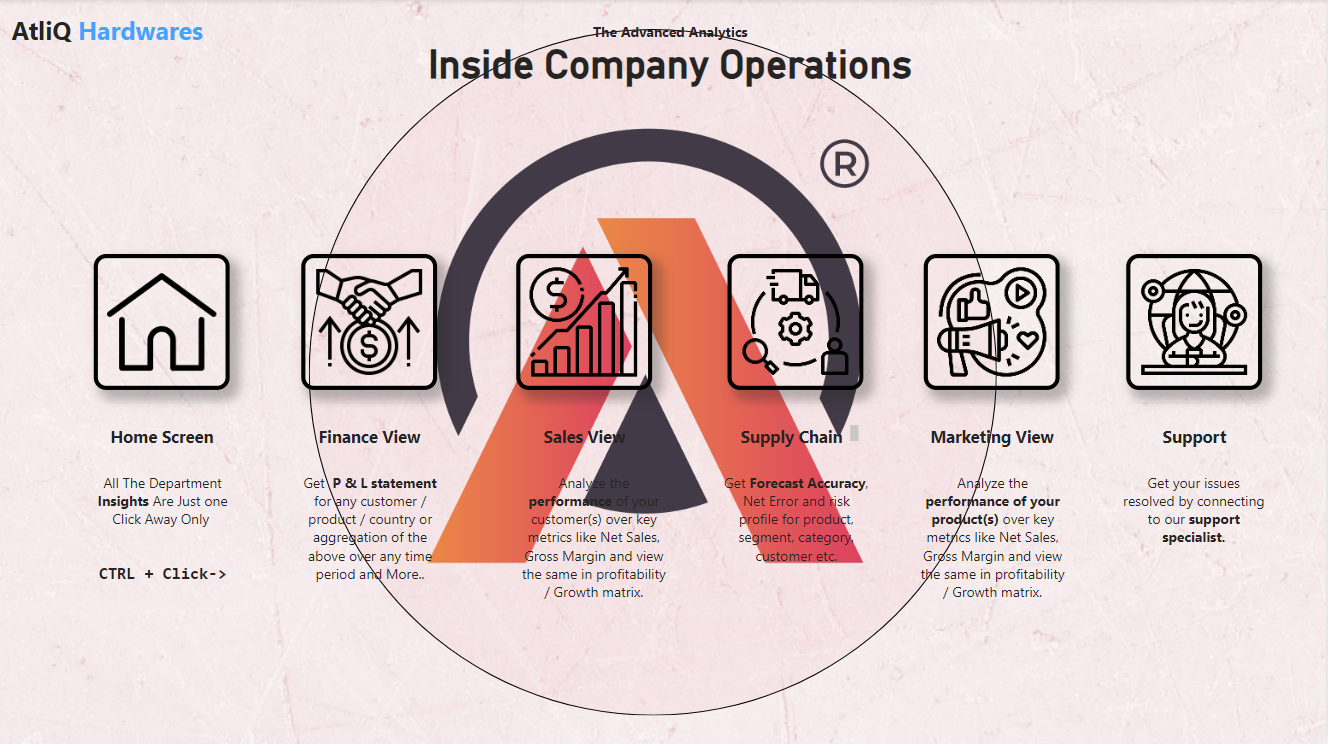 AtliQ Hardwares
The Advanced Analytics
Inside Company Operations
®
Home Screen
All The Department
Insights Are Just one
Click Away Only
CTRL + Click->
Finance View
Get P & L statement
for any customer /
product / country or
aggregation of the
above over any time
period and More..
Sales View
Analyze the
performance of your
customer(s) over key
metrics like Net Sales,
Gross Margin and view
the same in profitability
/ Growth matrix.
Supply Chain
Get Forecast Accuracy,
Net Error and risk
profile for product,
segment, category,
customer etc.
Marketing View
Analyze the
performance of your
product(s) over key
metrics like Net Sales,
Gross Margin and view
the same in profitability
/ Growth matrix.
Support
Get your issues
resolved by connecting
to our support
specialist.